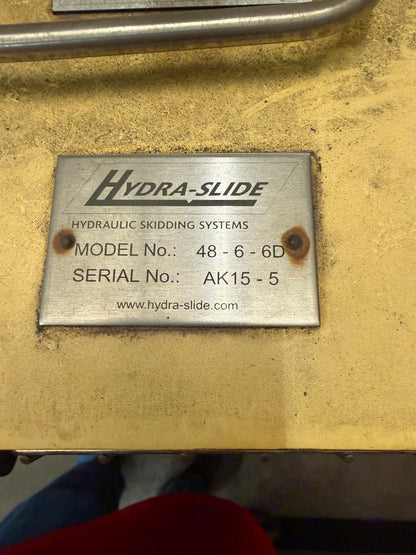 HYDRA-SLIDE
HYDRAULIC SKIDDING SYSTEMS
MODEL No.: 48 - 6 - 6D
SERIAL No.: AK15 - 5
www.hydra-slide.com